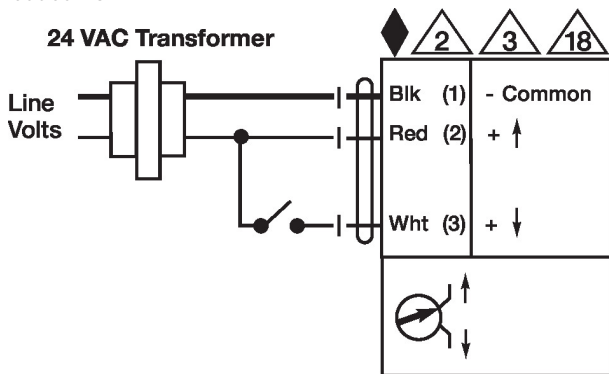 24 VAC Transformer
2 3 18
Line
Volts
Blk (1) - Common
Red (2) +
Wht (3) +